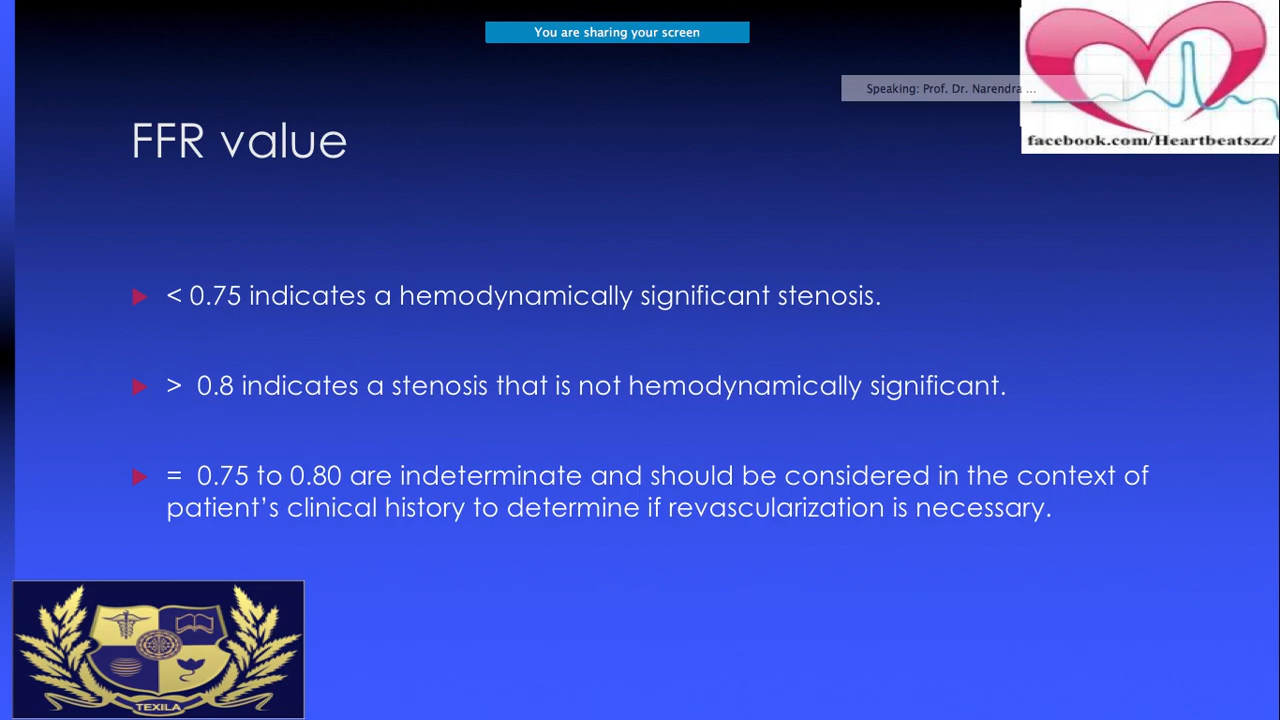 You are sharing your screen
Speaking: Prof. Dr. Narendra ...
facebook.com/Heartbeatszz/
FFR value
< 0.75 indicates a hemodynamically significant stenosis.
> 0.8 indicates a stenosis that is not hemodynamically significant.
= 0.75 to 0.80 are indeterminate and should be considered in the context of
patient’s clinical history to determine if revascularization is necessary.
TEXILA